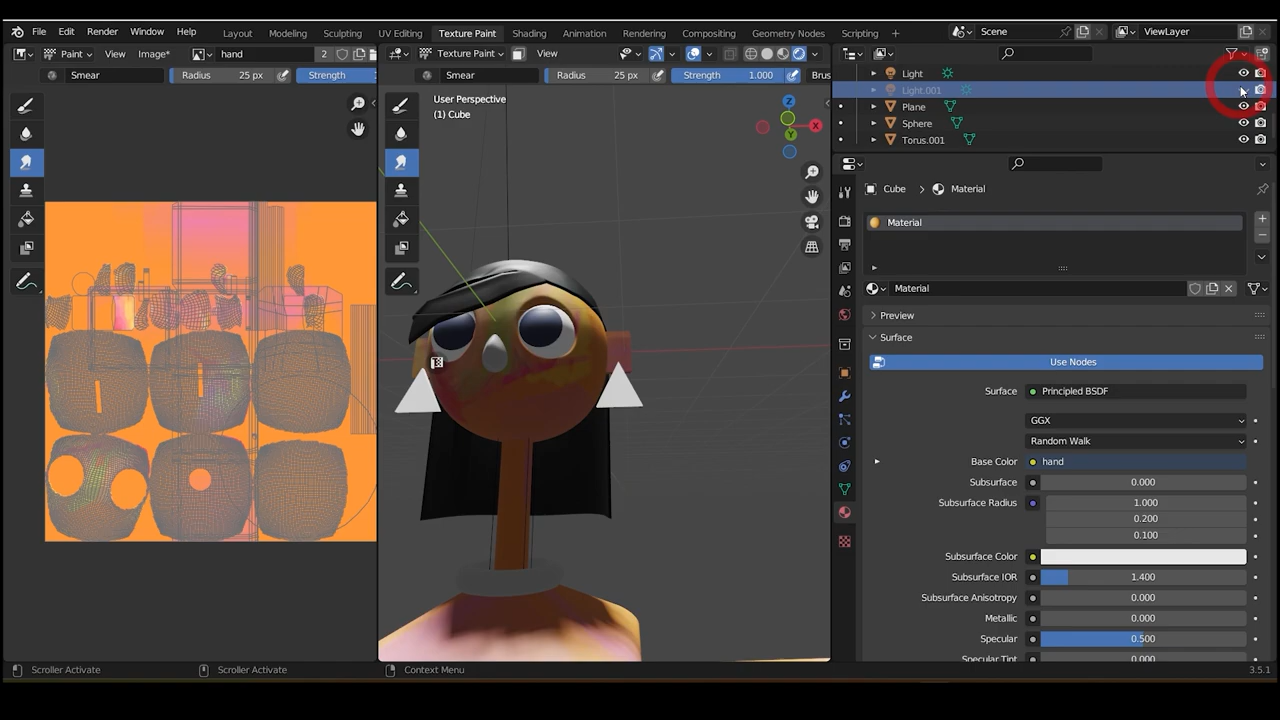 File Edit Render Window Help Layout Modeling Sculpting UV Editing Texture Paint Shading Animation Rendering Compositing Geometry Nodes Scripting + Scene ViewLayer
Paint View Image* hand 2 Texture Paint View
Smear Radius 25 px Strength Smear Radius 25 px Strength 1.000 Brus
Light
Light.001
Plane
Sphere
Torus.001
User Perspective
(1) Cube
Z
X
Y
Cube > Material
Material
Material
Preview
Surface
Use Nodes
Surface Principled BSDF
GGX
Random Walk
Base Color hand
Subsurface 0.000
Subsurface Radius 1.000
0.200
0.100
Subsurface Color
Subsurface IOR 1.400
Subsurface Anisotropy 0.000
Metallic 0.000
Specular 0.500
Specular Tint 0.000
Scroller Activate Scroller Activate Context Menu 3.5.1